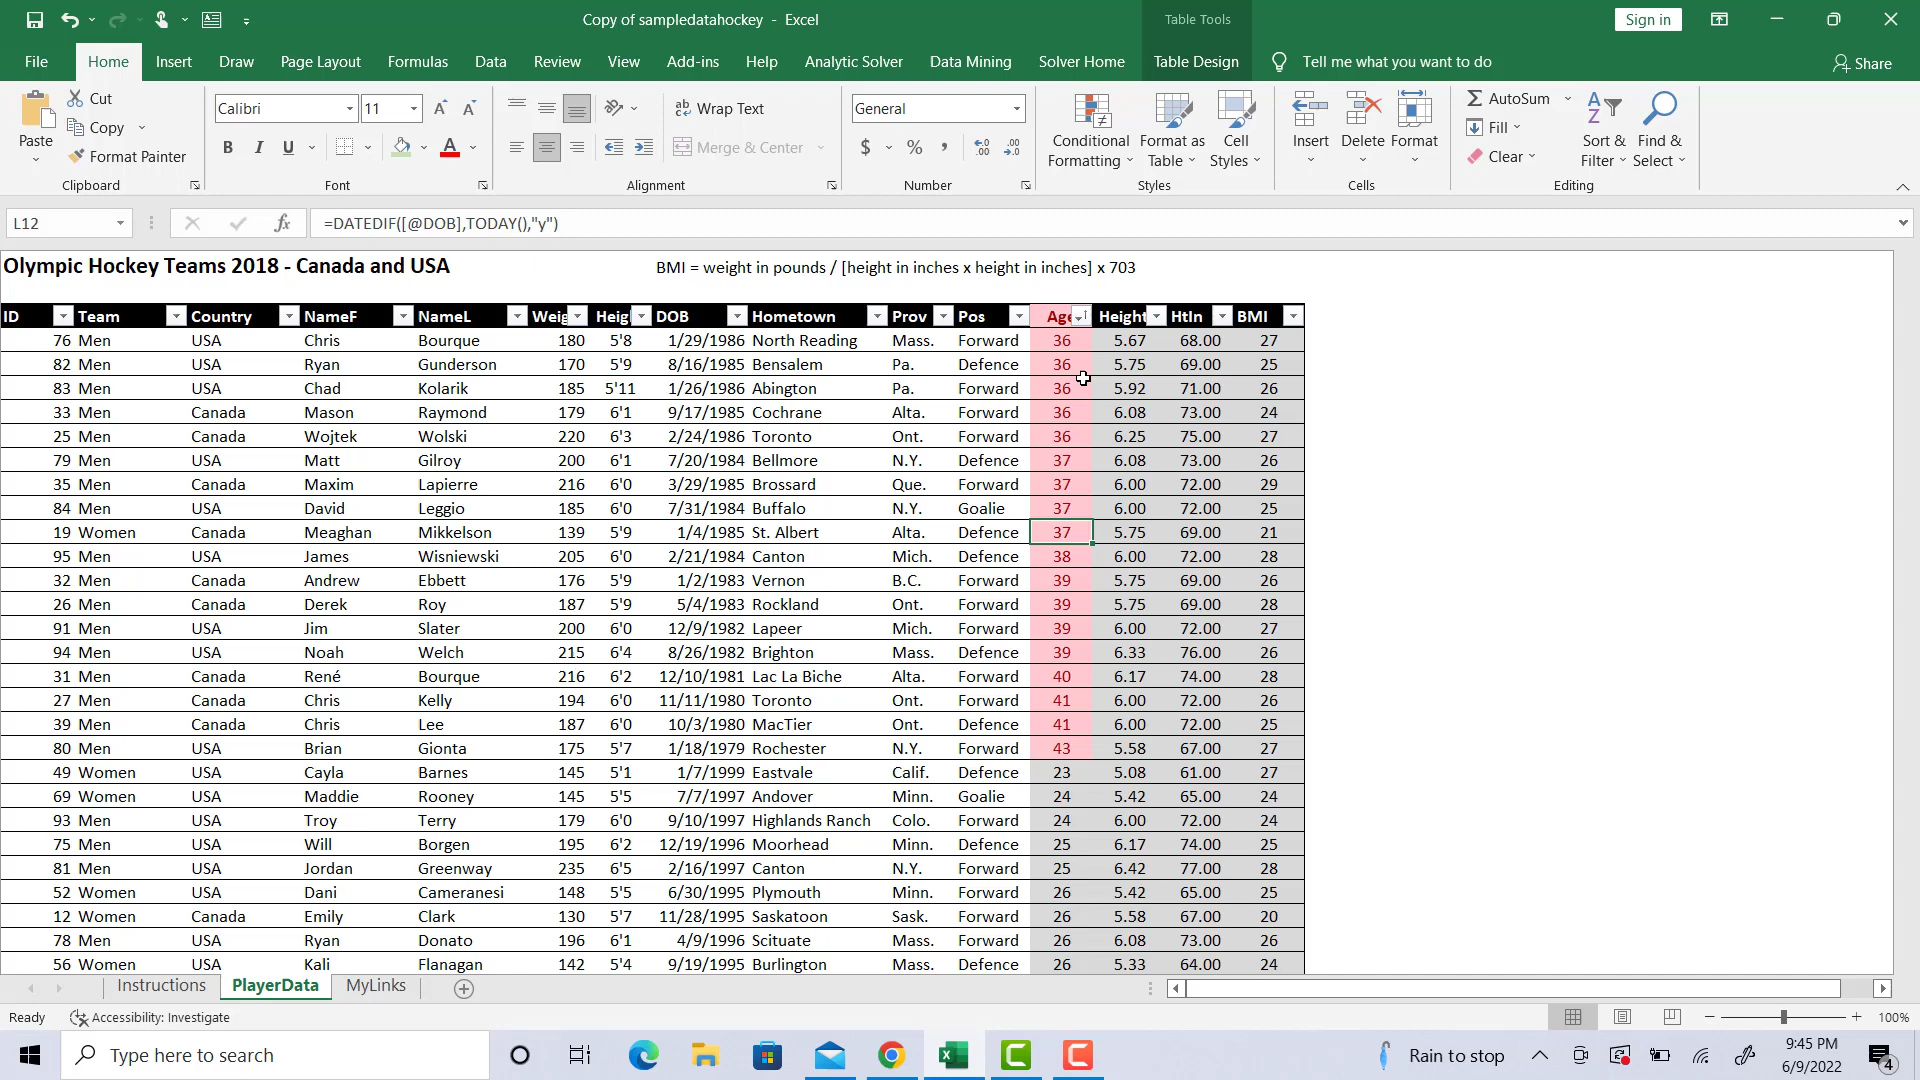 Copy of sampledatahockey - Excel
Table Tools
Sign in
File Home Insert Draw Page Layout Formulas Data Review View Add-ins Help Analytic Solver Data Mining Solver Home Table Design Tell me what you want to do Share
Paste
Cut
Copy
Format Painter
Clipboard
Calibri 11
B I U
A A
A
Font
ab Wrap Text
Merge & Center
Alignment
General
$ % ,
Number
Conditional Formatting
Format as Table
Cell Styles
Styles
Insert Delete Format
Cells
AutoSum
Fill
Clear
Sort & Filter
Find & Select
Editing
L12
fx
=DATEDIF([@DOB],TODAY(),"y")
Olympic Hockey Teams 2018 - Canada and USA
BMI = weight in pounds / [height in inches x height in inches] x 703
ID Team Country NameF NameL Weig Heig DOB Hometown Prov Pos Age Height HtIn BMI
76 Men USA Chris Bourque 180 5'8 1/29/1986 North Reading Mass. Forward 36 5.67 68.00 27
82 Men USA Ryan Gunderson 170 5'9 8/16/1985 Bensalem Pa. Defence 36 5.75 69.00 25
83 Men USA Chad Kolarik 185 5'11 1/26/1986 Abington Pa. Forward 36 5.92 71.00 26
33 Men Canada Mason Raymond 179 6'1 9/17/1985 Cochrane Alta. Forward 36 6.08 73.00 24
25 Men Canada Wojtek Wolski 220 6'3 2/24/1986 Toronto Ont. Forward 36 6.25 75.00 27
79 Men USA Matt Gilroy 200 6'1 7/20/1984 Bellmore N.Y. Defence 37 6.08 73.00 26
35 Men Canada Maxim Lapierre 216 6'0 3/29/1985 Brossard Que. Forward 37 6.00 72.00 29
84 Men USA David Leggio 185 6'0 7/31/1984 Buffalo N.Y. Goalie 37 6.00 72.00 25
19 Women Canada Meaghan Mikkelson 139 5'9 1/4/1985 St. Albert Alta. Defence 37 5.75 69.00 21
95 Men USA James Wisniewski 205 6'0 2/21/1984 Canton Mich. Defence 38 6.00 72.00 28
32 Men Canada Andrew Ebbett 176 5'9 1/2/1983 Vernon B.C. Forward 39 5.75 69.00 26
26 Men Canada Derek Roy 187 5'9 5/4/1983 Rockland Ont. Forward 39 5.75 69.00 28
91 Men USA Jim Slater 200 6'0 12/9/1982 Lapeer Mich. Forward 39 6.00 72.00 27
94 Men USA Noah Welch 215 6'4 8/26/1982 Brighton Mass. Defence 39 6.33 76.00 26
31 Men Canada René Bourque 216 6'2 12/10/1981 Lac La Biche Alta. Forward 40 6.17 74.00 28
27 Men Canada Chris Kelly 194 6'0 11/11/1980 Toronto Ont. Forward 41 6.00 72.00 26
39 Men Canada Chris Lee 187 6'0 10/3/1980 MacTier Ont. Defence 41 6.00 72.00 25
80 Men USA Brian Gionta 175 5'7 1/18/1979 Rochester N.Y. Forward 43 5.58 67.00 27
49 Women USA Cayla Barnes 145 5'1 1/7/1999 Eastvale Calif. Defence 23 5.08 61.00 27
69 Women USA Maddie Rooney 145 5'5 7/7/1997 Andover Minn. Goalie 24 5.42 65.00 24
93 Men USA Troy Terry 179 6'0 9/10/1997 Highlands Ranch Colo. Forward 24 6.00 72.00 24
75 Men USA Will Borgen 195 6'2 12/19/1996 Moorhead Minn. Defence 25 6.17 74.00 25
81 Men USA Jordan Greenway 235 6'5 2/16/1997 Canton N.Y. Forward 25 6.42 77.00 28
52 Women USA Dani Cameranesi 148 5'5 6/30/1995 Plymouth Minn. Forward 26 5.42 65.00 25
12 Women Canada Emily Clark 130 5'7 11/28/1995 Saskatoon Sask. Forward 26 5.58 67.00 20
78 Men USA Ryan Donato 196 6'1 4/9/1996 Scituate Mass. Forward 26 6.08 73.00 26
56 Women USA Kali Flanagan 142 5'4 9/19/1995 Burlington Mass. Defence 26 5.33 64.00 24
Instructions PlayerData MyLinks
Ready Accessibility: Investigate 100%
Type here to search
Rain to stop
9:45 PM
6/9/2022
4